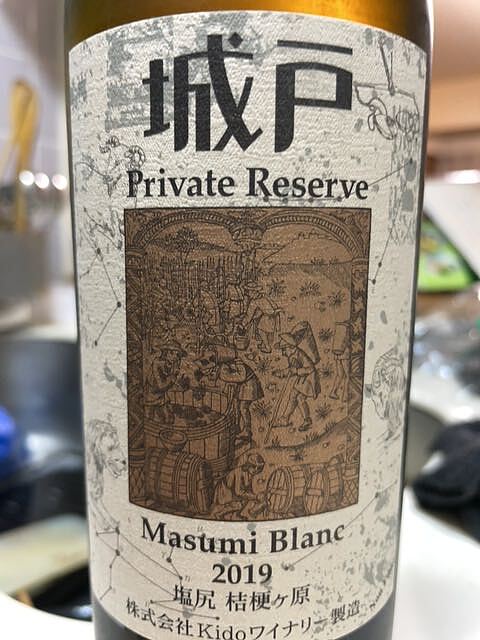 城戸
Private Reserve
Masumi Blanc
2019
塩尻 桔梗ヶ原
株式会社Kidoワイナリー製造